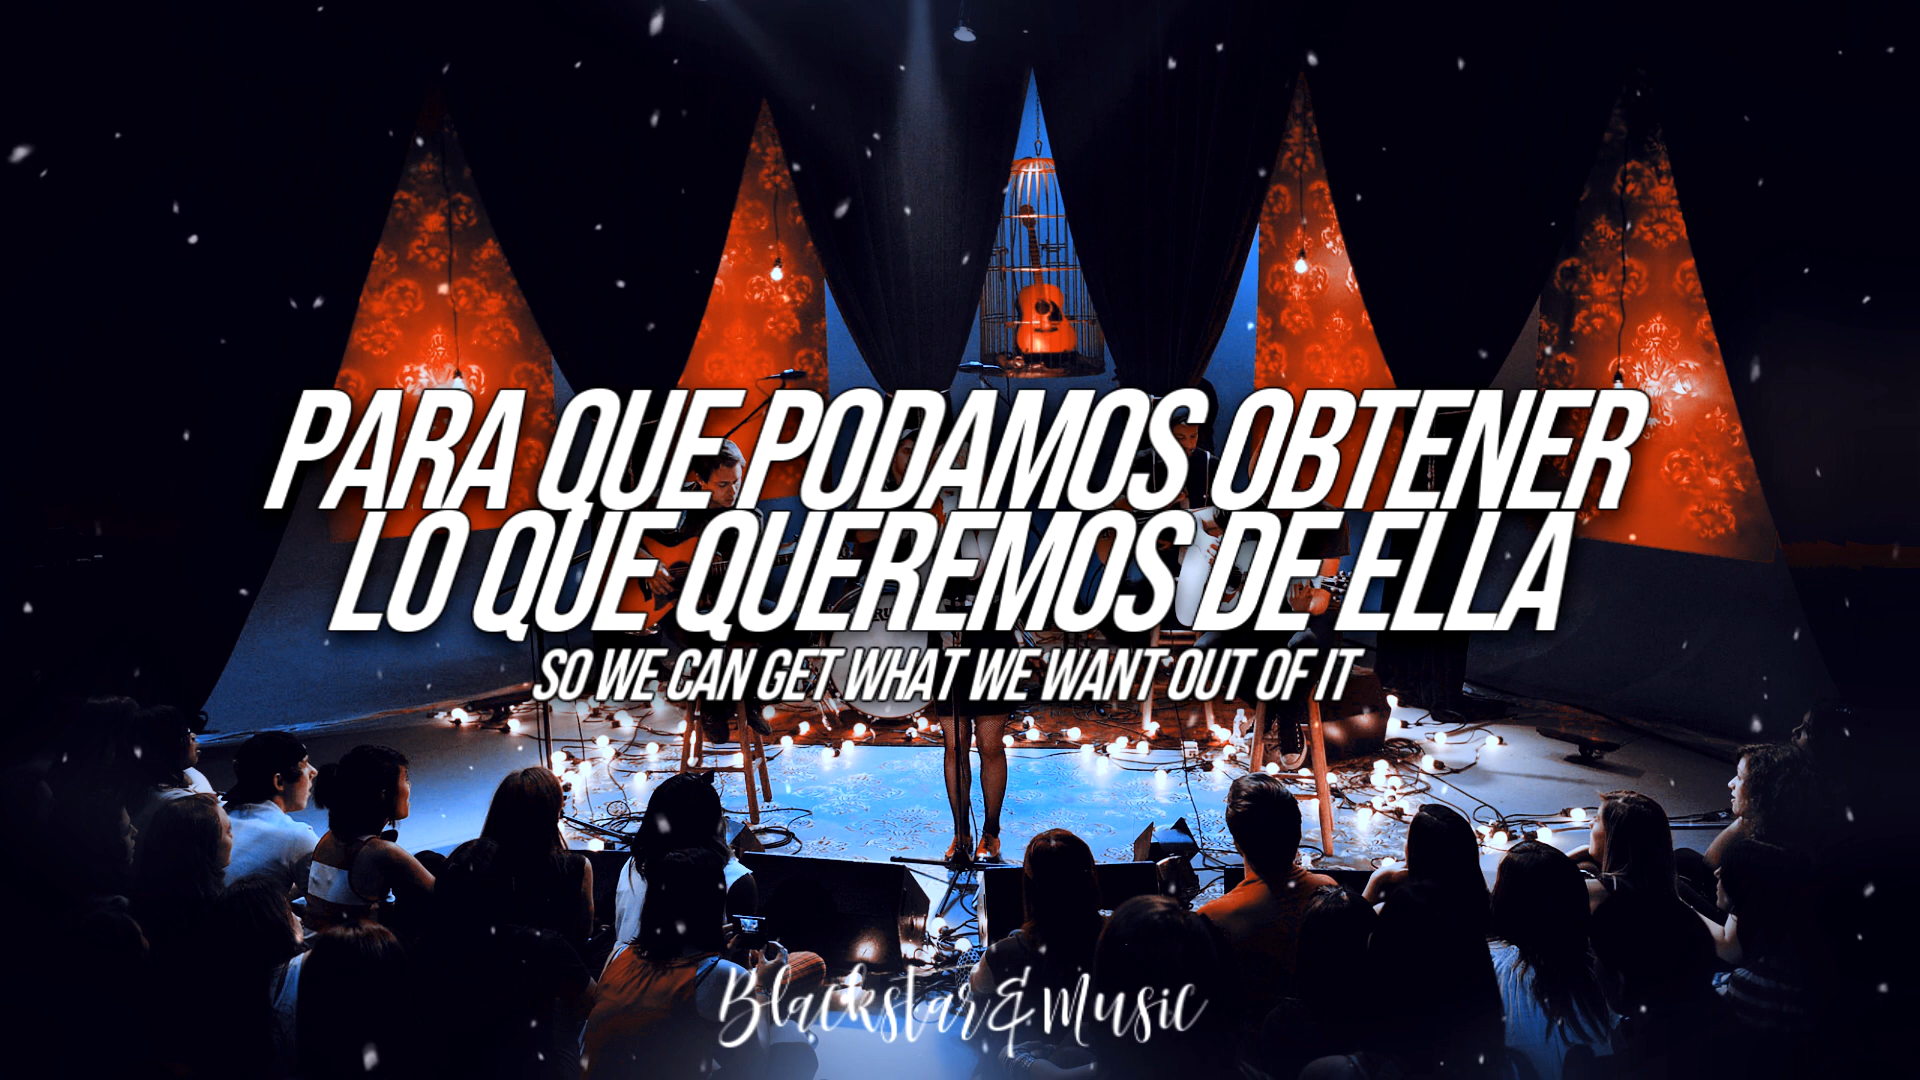 PARA QUE PODAMOS OBTENER
LO QUE QUEREMOS DE ELLA
SO WE CAN GET WHAT WE WANT OUT OF IT
Blackstar & Music